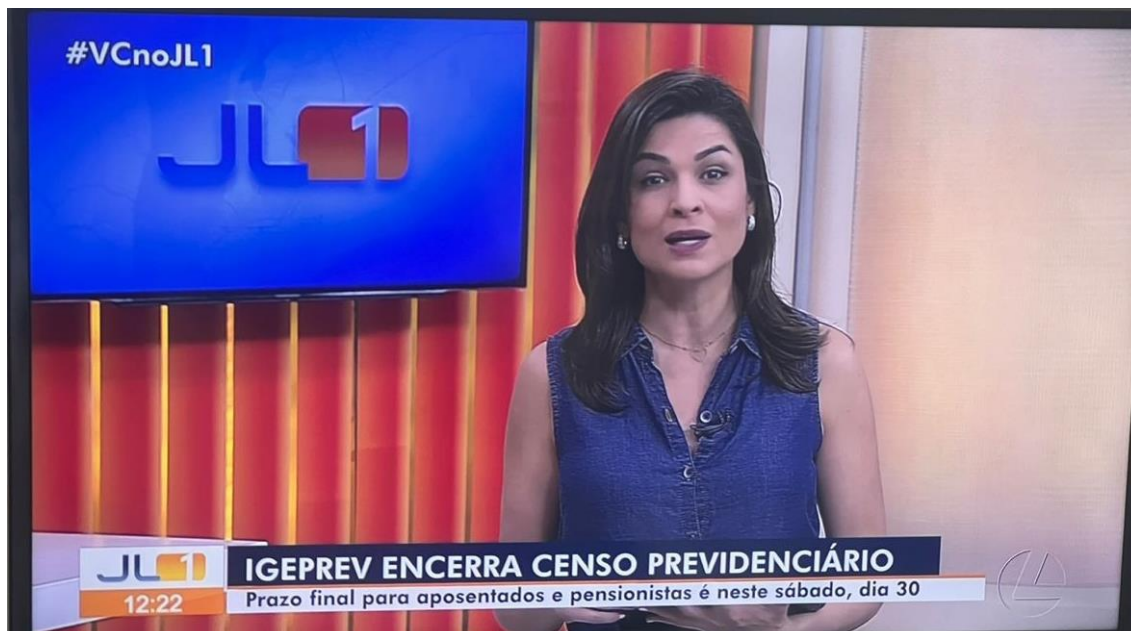 #VCnoJL1
JL1
JL1
IGEPREV ENCERRA CENSO PREVIDENCIÁRIO
12:22
Prazo final para aposentados e pensionistas é neste sábado, dia 30